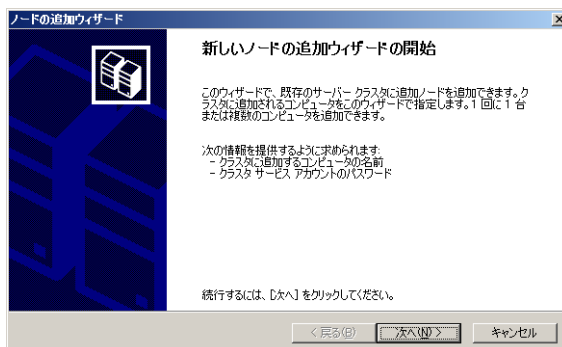 ノードの追加ウィザード
新しいノードの追加ウィザードの開始
このウィザードで、既存のサーバー クラスタに追加ノードを追加できます。ク
ラスタに追加されるコンピュータをこのウィザードで指定します。1 回に 1 台
または複数のコンピュータを追加できます。
次の情報を提供するように求められます:
- クラスタに追加するコンピュータの名前
- クラスタ サービス アカウントのパスワード
続行するには、[次へ] をクリックしてください。
< 戻る(B)
次へ(N) >
キャンセル